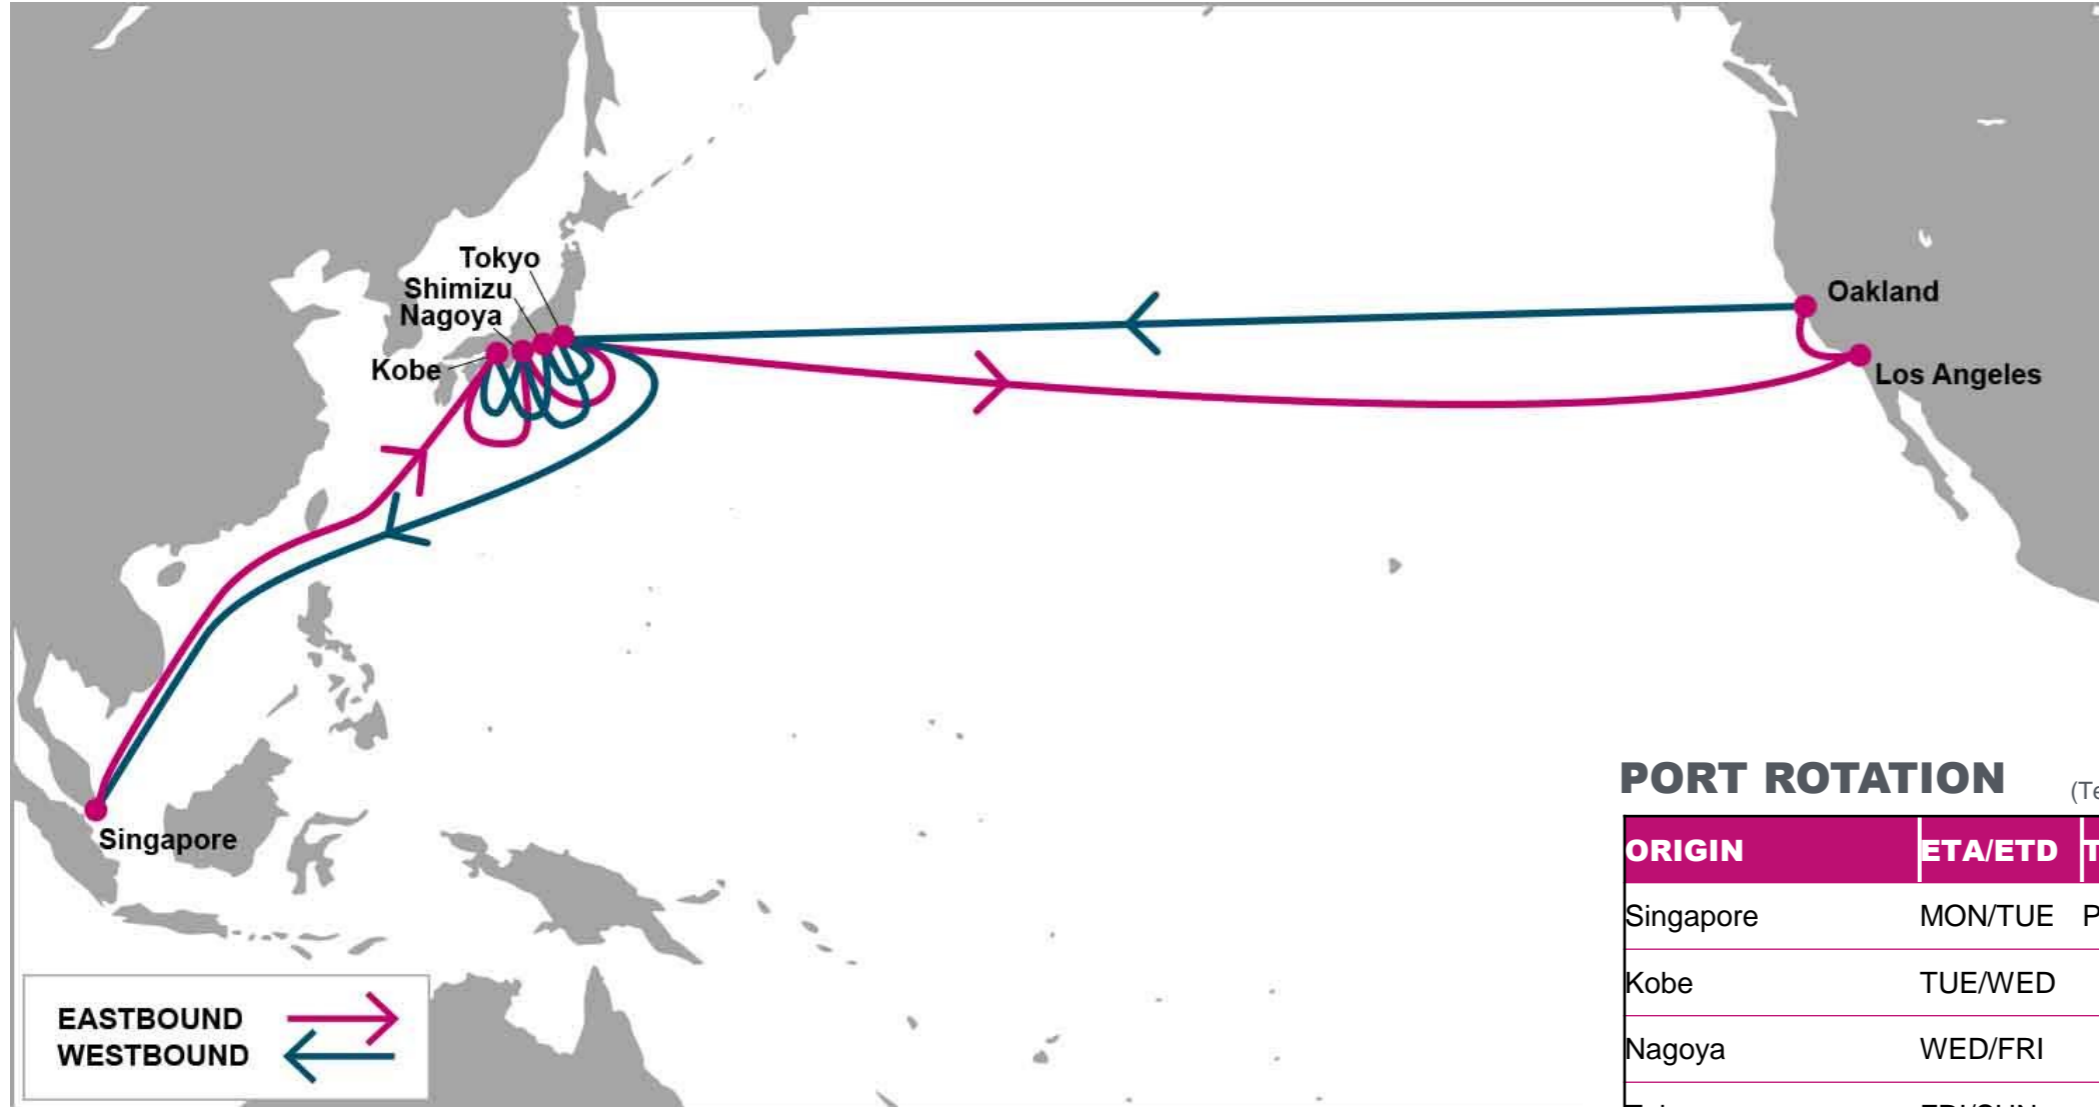 Tokyo
Shimizu
Nagoya
Kobe
Oakland
Los Angeles
Singapore
EASTBOUND
WESTBOUND
PORT ROTATION
ORIGIN ETA/ETD
Singapore MON/TUE
Kobe TUE/WED
Nagoya WED/FRI